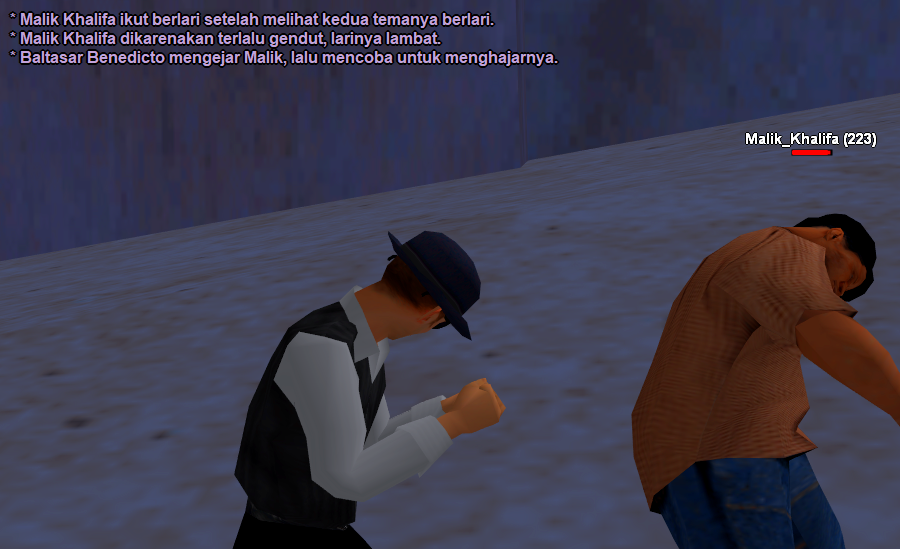 * Malik Khalifa ikut berlari setelah melihat kedua temanya berlari.
* Malik Khalifa dikarenakan terlalu gendut, larinya lambat.
* Baltasar Benedicto mengejar Malik, lalu mencoba untuk menghajarnya.
Malik_Khalifa (223)